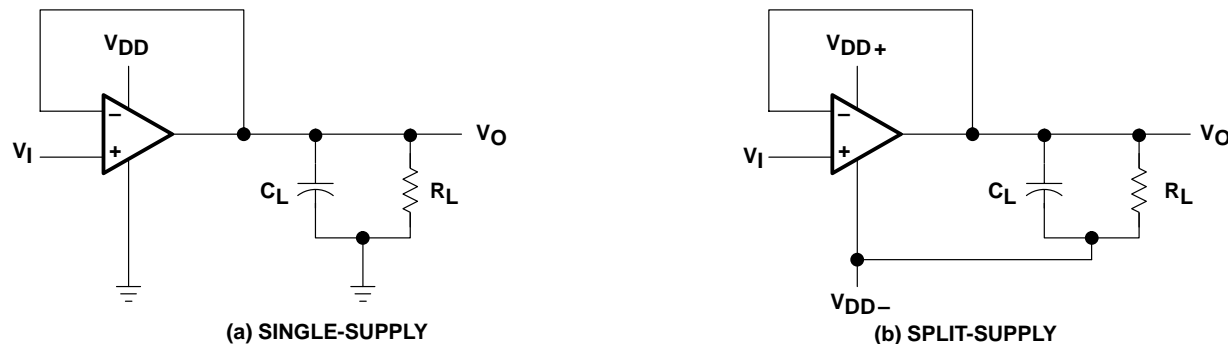 VDD
−
VI
+
VO
CL
RL
(a) SINGLE-SUPPLY
VDD+
−
VI
+
VO
CL
RL
VDD−
(b) SPLIT-SUPPLY